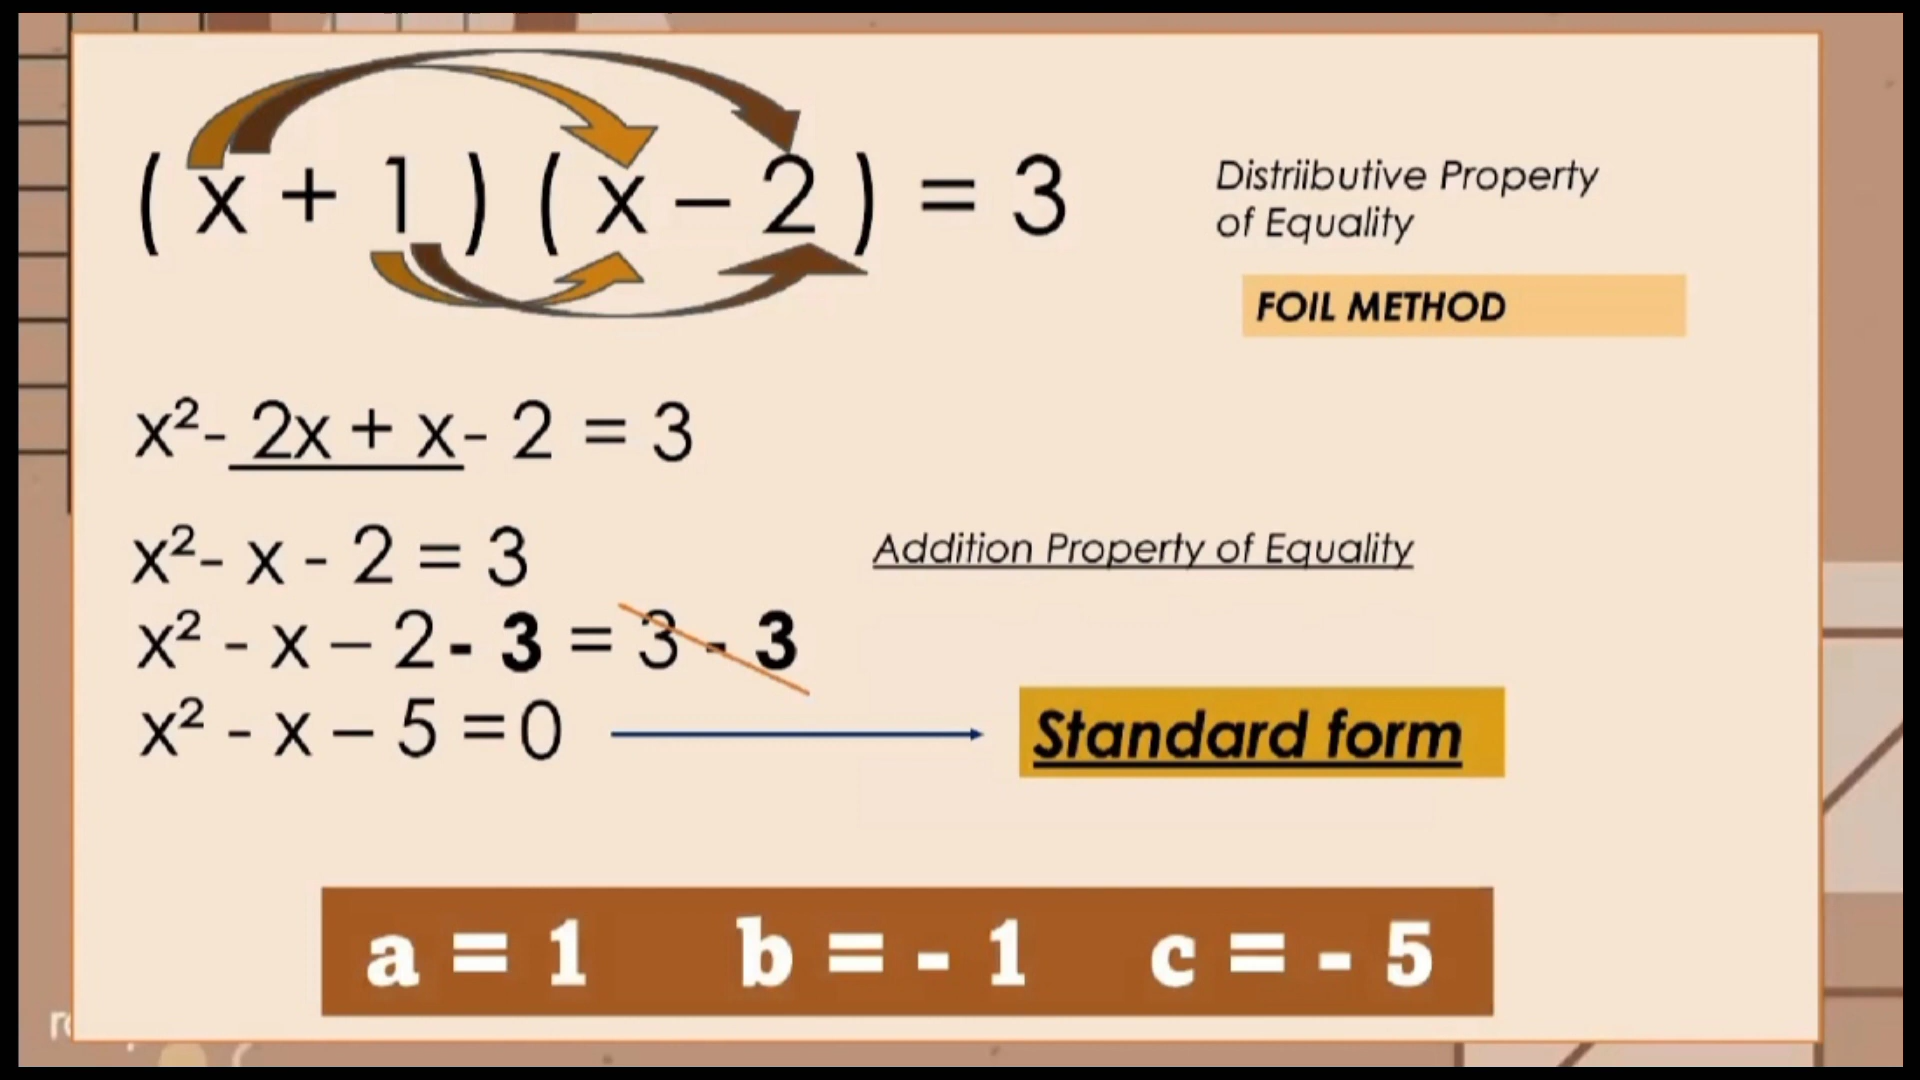 ( x + 1 ) ( x – 2 ) = 3
Distriibutive Property
of Equality
FOIL METHOD
x²- 2x + x- 2 = 3
x²- x - 2 = 3
Addition Property of Equality
x² - x – 2 - 3 = 3 - 3
x² - x – 5 = 0
Standard form
a = 1 b = - 1 c = - 5